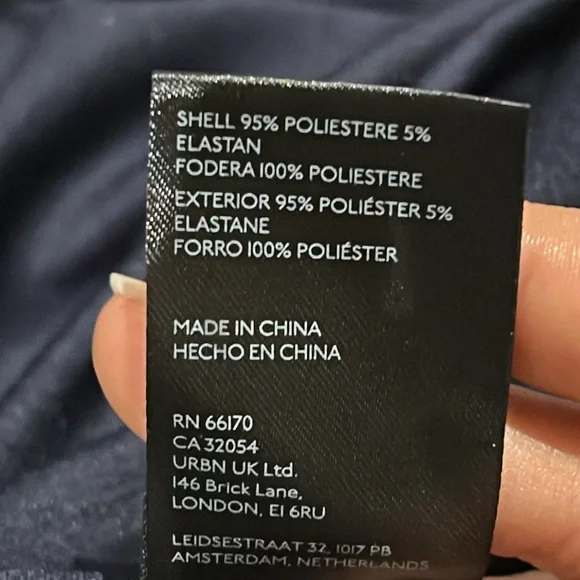 SHELL 95% POLIESTERE 5%
ELASTAN
FODERA 100% POLIESTERE
EXTERIOR 95% POLIÉSTER 5%
ELASTANE
FORRO 100% POLIÉSTER
MADE IN CHINA
HECHO EN CHINA
RN 66170
CA 32054
URBN UK Ltd.
146 Brick Lane,
LONDON, E1 6RU
LEIDSESTRAAT 32, 1017 PB
AMSTERDAM, NETHERLANDS